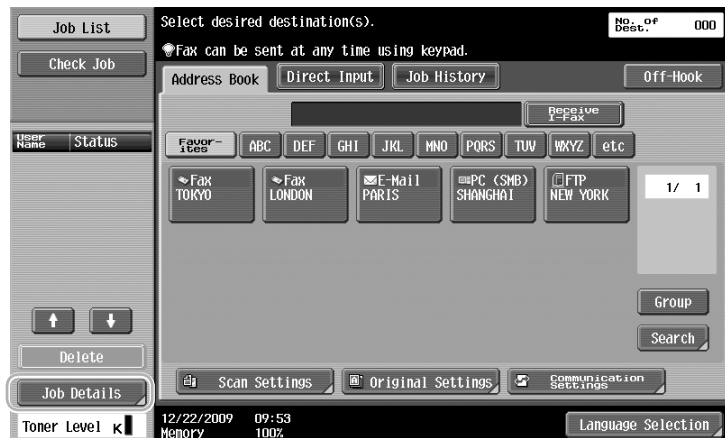 Job List
Check Job
User Name
Status
Delete
Job Details
Toner Level K
Select desired destination(s).
No. of Dest. 000
Fax can be sent at any time using keypad.
Address Book
Direct Input
Job History
Off-Hook
Receive I-Fax
Favor-ites
ABC
DEF
GHI
JKL
MNO
PQRS
TUV
WXYZ
etc
Fax
TOKYO
Fax
LONDON
E-Mail
PARIS
PC (SMB)
SHANGHAI
FTP
NEW YORK
1/ 1
Group
Search
Scan Settings
Original Settings
Communication Settings
12/22/2009 09:53
Memory 100%
Language Selection